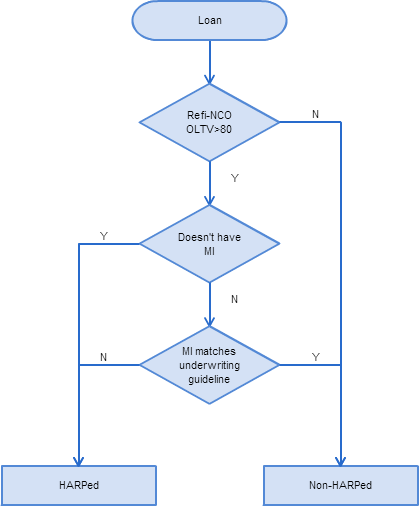 Loan
Refi-NCO
OLTV>80
N
Y
Doesn't have
MI
Y
N
MI matches
underwriting
guideline
N
Y
HARPed
Non-HARPed